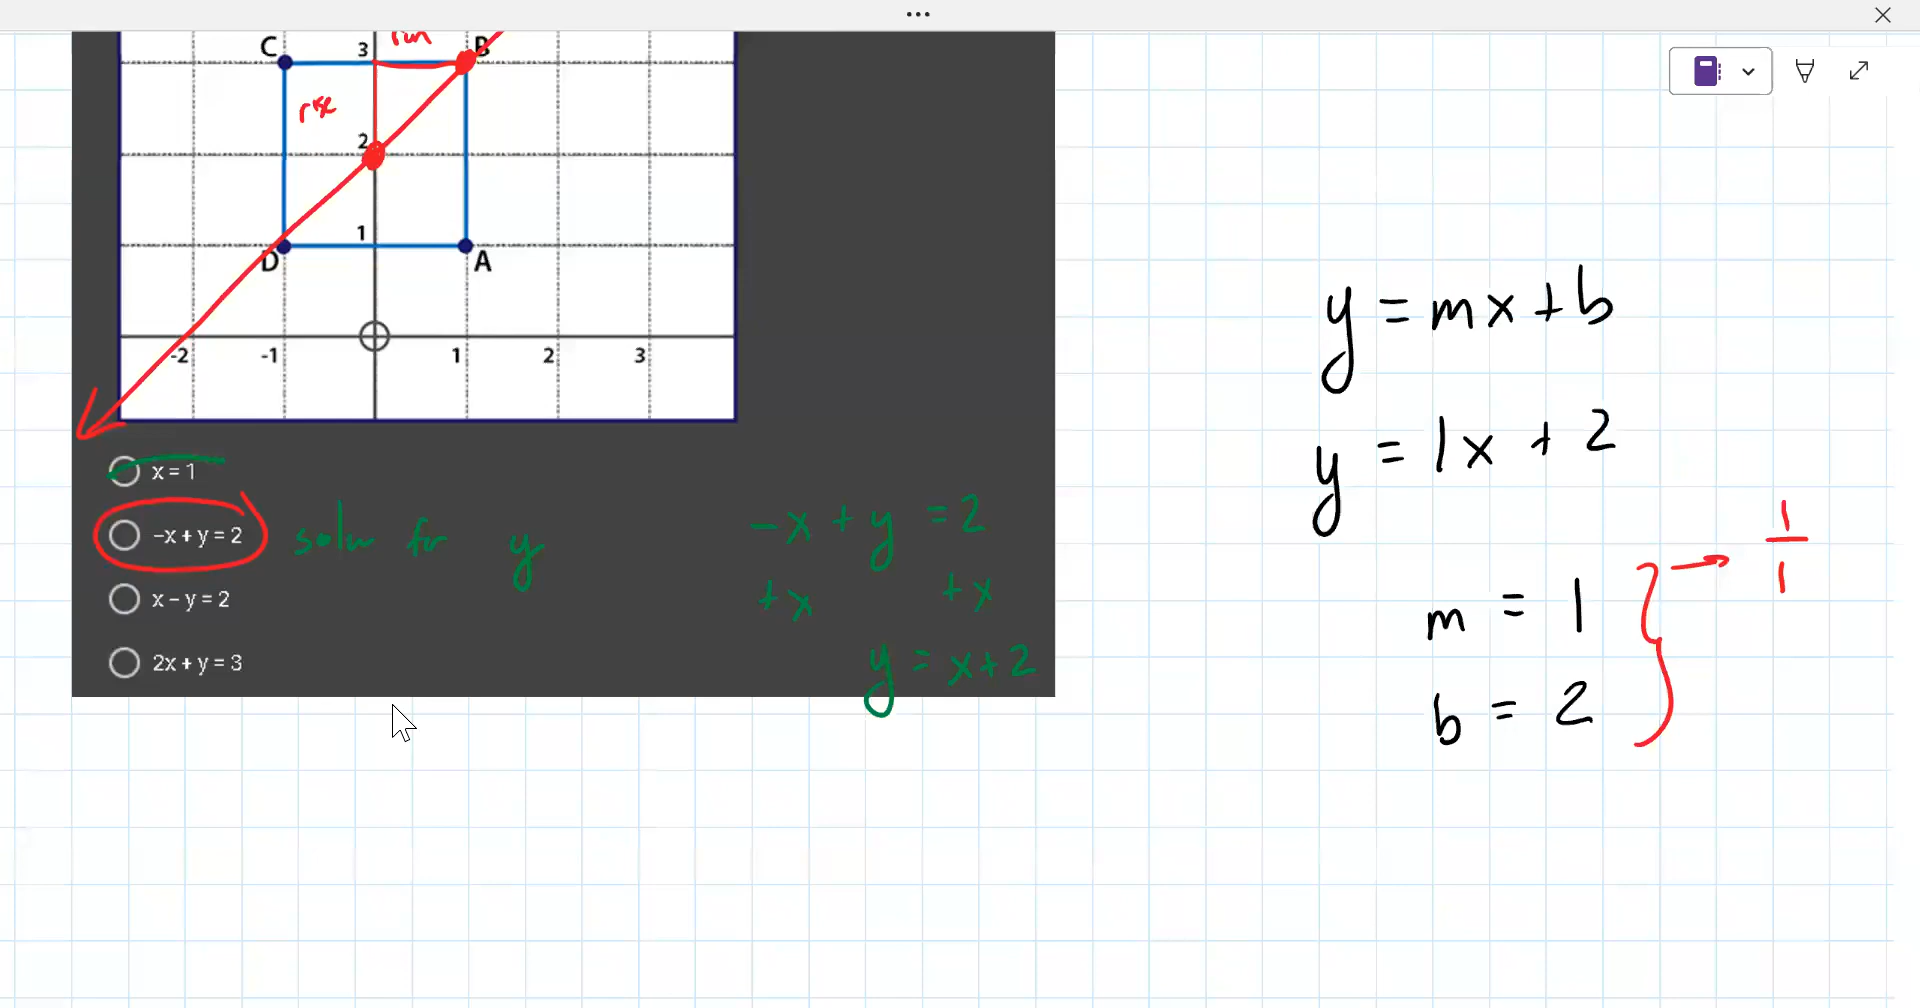 run
C 3 B
rise
2
1
D A
-2 -1 1 2 3
x = 1
-x + y = 2
solve for y
x - y = 2
2x + y = 3
-x + y = 2
+x +x
y = x + 2
y = mx + b
y = 1x + 2
m = 1
b = 2
1
1